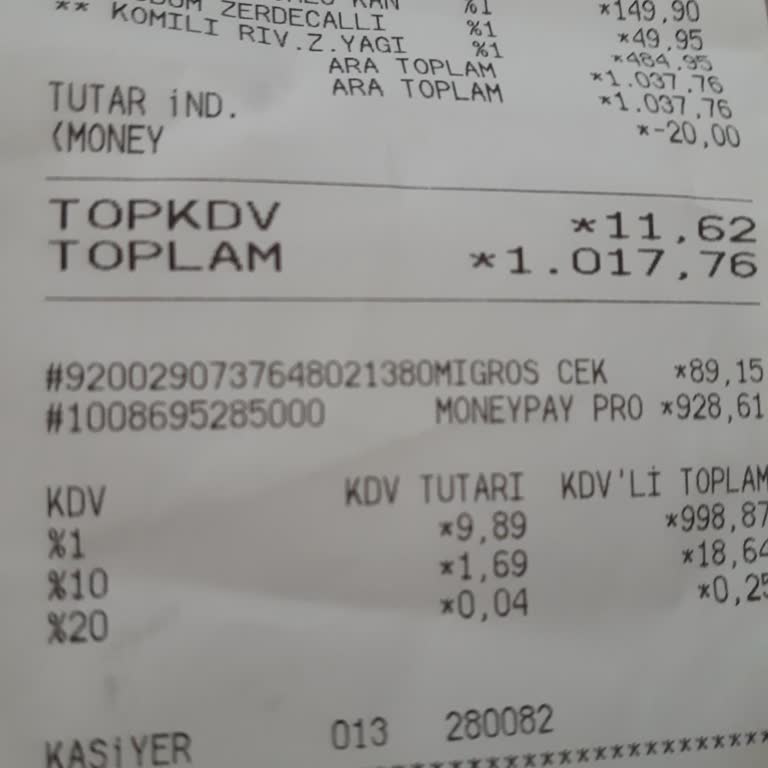 %1 *149,90
ZERDECALLI %1 *49,95
** KOMILI RIV.Z.YAGI %1 *484,95
ARA TOPLAM *1.037,76
ARA TOPLAM *1.037,76
TUTAR İND. *-20,00
(MONEY
TOPKDV *11,62
TOPLAM *1.017,76
#9200290737648021380MIGROS CEK *89,15
#1008695285000 MONEYPAY PRO *928,61
KDV KDV TUTARI KDV'Lİ TOPLAM
%1 *9,89 *998,87
%10 *1,69 *18,64
%20 *0,04 *0,25
KASİYER 013 280082